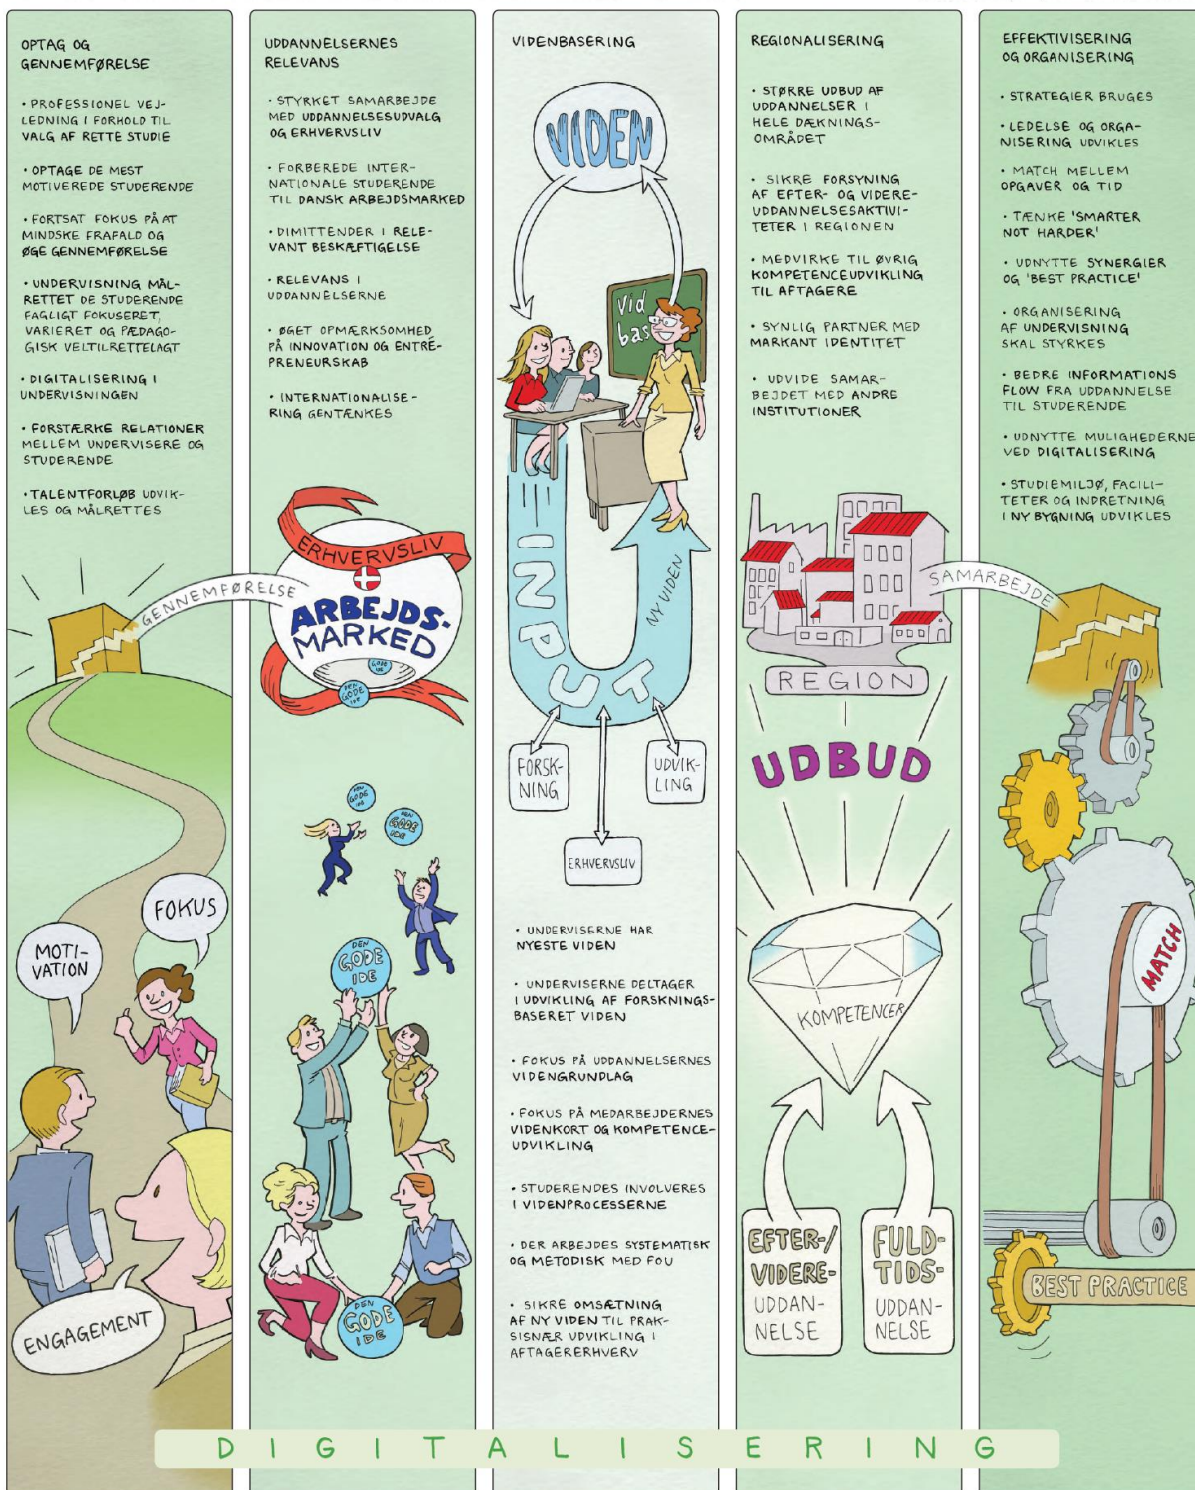 OPTAG OG
GENNEMFØRELSE
• PROFESSIONEL VEJ-
LEDNING I FORHOLD TIL
VALG AF RETTE STUDIE
• OPTAGE DE MEST
MOTIVEREDE STUDERENDE
• FORTSAT FOKUS PÅ AT
MINDSKE FRAFALD OG
ØGE GENNEMFØRELSE
• UNDERVISNING MÅL-
RETTET DE STUDERENDE
FAGLIGT FOKUSERET,
VARIERET OG PÆDAGO-
GISK VELTILRETTELAGT
• DIGITALISERING I
UNDERVISNINGEN
• FORSTÆRKE RELATIONER
MELLEM UNDERVISERE OG
STUDERENDE
• TALENTFORLØB UDVIK-
LES OG MÅLRETTES
GENNEMFØRELSE
FOKUS
MOTI-
VATION
ENGAGEMENT
UDDANNELSERNES
RELEVANS
• STYRKET SAMARBEJDE
MED UDDANNELSESUDVALG
OG ERHVERVSLIV
• FORBEREDE INTER-
NATIONALE STUDERENDE
TIL DANSK ARBEJDSMARKED
• DIMITTENDER I RELE-
VANT BESKÆFTIGELSE
• RELEVANS I
UDDANNELSERNE
• ØGET OPMÆRKSOMHED
PÅ INNOVATION OG ENTRE-
PRENEURSKAB
• INTERNATIONALISE-
RING GENTÆNKES
ERHVERVSLIV
ARBEJDS-
MARKED
GODE
IDE
DEN
GODE
IDE
DEN
GODE
IDE
DEN
GODE
IDE
DEN
GODE
IDE
DEN
GODE
IDE
VIDENBASERING
VIDEN
Vid
bas
INPUT
NY VIDEN
FORSK-
NING
UDVIK-
LING
ERHVERVSLIV
• UNDERVISERNE HAR
NYESTE VIDEN
• UNDERVISERNE DELTAGER
I UDVIKLING AF FORSKNINGS-
BASERET VIDEN
• FOKUS PÅ UDDANNELSERNES
VIDENGRUNDLAG
• FOKUS PÅ MEDARBEJDERNES
VIDENKORT OG KOMPETENCE-
UDVIKLING
• STUDERENDES INVOLVERES
I VIDENPROCESSERNE
• DER ARBEJDES SYSTEMATISK
OG METODISK MED FOU
• SIKRE OMSÆTNING
AF NY VIDEN TIL PRAK-
SISNÆR UDVIKLING I
AFTAGERERHVERV
REGIONALISERING
• STØRRE UDBUD AF
UDDANNELSER I
HELE DÆKNINGS-
OMRÅDET
• SIKRE FORSYNING
AF EFTER- OG VIDERE-
UDDANNELSESAKTIVI-
TETER I REGIONEN
• MEDVIRKE TIL ØVRIG
KOMPETENCEUDVIKLING
TIL AFTAGERE
• SYNLIG PARTNER MED
MARKANT IDENTITET
• UDVIDE SAMAR-
BEJDET MED ANDRE
INSTITUTIONER
SAMARBEJDE
REGION
UDBUD
KOMPETENCER
EFTER-/
VIDERE-
UDDAN-
NELSE
FULD-
TIDS-
UDDAN-
NELSE
EFFEKTIVISERING
OG ORGANISERING
• STRATEGIER BRUGES
• LEDELSE OG ORGA-
NISERING UDVIKLES
• MATCH MELLEM
OPGAVER OG TID
• TÆNKE 'SMARTER
NOT HARDER'
• UDNYTTE SYNERGIER
OG 'BEST PRACTICE'
• ORGANISERING
AF UNDERVISNING
SKAL STYRKES
• BEDRE INFORMATIONS
FLOW FRA UDDANNELSE
TIL STUDERENDE
• UDNYTTE MULIGHEDERNE
VED DIGITALISERING
• STUDIEMILJØ, FACILI-
TETER OG INDRETNING
I NY BYGNING UDVIKLES
MATCH
BEST PRACTICE
DIGITALISERING